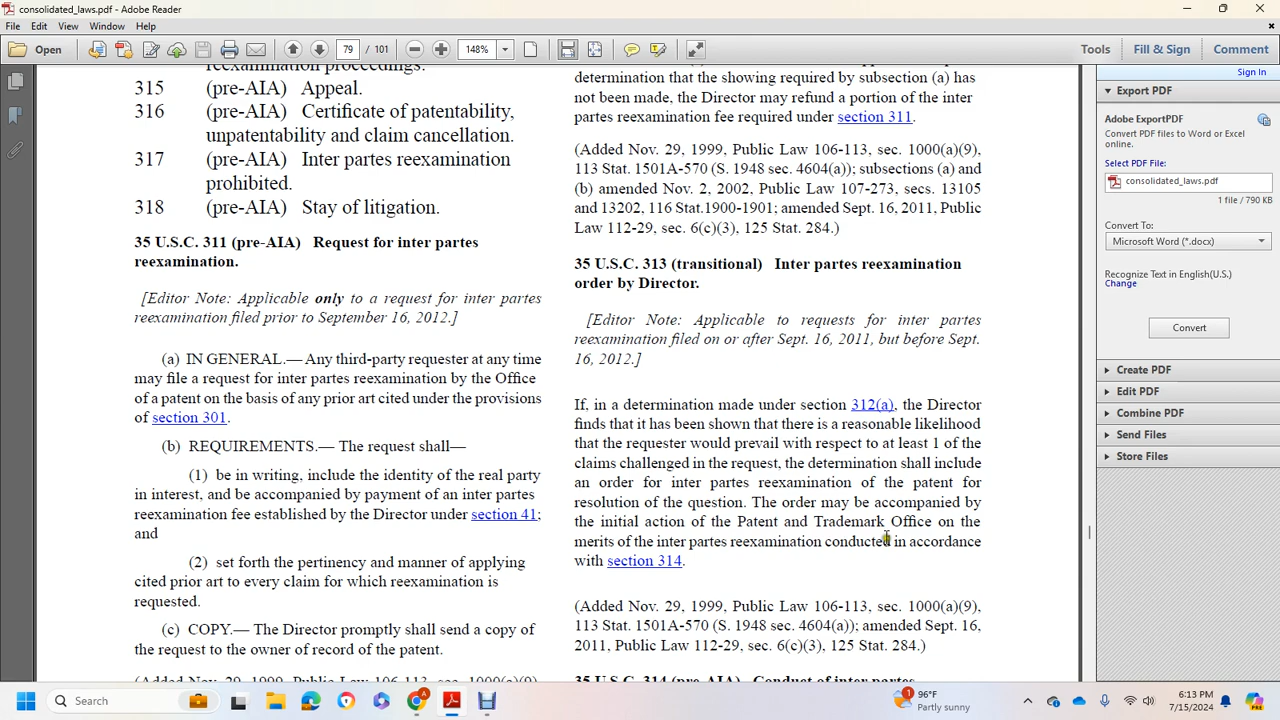 consolidated_laws.pdf - Adobe Reader
File Edit View Window Help
Open 79 / 101 148% Tools Fill & Sign Comment
reexamination proceedings.
315 (pre-AIA) Appeal.
316 (pre-AIA) Certificate of patentability,
unpatentability and claim cancellation.
317 (pre-AIA) Inter partes reexamination
prohibited.
318 (pre-AIA) Stay of litigation.
35 U.S.C. 311 (pre-AIA) Request for inter partes
reexamination.
[Editor Note: Applicable only to a request for inter partes
reexamination filed prior to September 16, 2012.]
(a) IN GENERAL.— Any third-party requester at any time
may file a request for inter partes reexamination by the Office
of a patent on the basis of any prior art cited under the provisions
of section 301.
(b) REQUIREMENTS.— The request shall—
(1) be in writing, include the identity of the real party
in interest, and be accompanied by payment of an inter partes
reexamination fee established by the Director under section 41;
and
(2) set forth the pertinency and manner of applying
cited prior art to every claim for which reexamination is
requested.
(c) COPY.— The Director promptly shall send a copy of
the request to the owner of record of the patent.
(Added Nov. 29, 1999, Public Law 106-113, sec. 1000(a)(9),
determination that the showing required by subsection (a) has
not been made, the Director may refund a portion of the inter
partes reexamination fee required under section 311.
(Added Nov. 29, 1999, Public Law 106-113, sec. 1000(a)(9),
113 Stat. 1501A-570 (S. 1948 sec. 4604(a)); subsections (a) and
(b) amended Nov. 2, 2002, Public Law 107-273, secs. 13105
and 13202, 116 Stat.1900-1901; amended Sept. 16, 2011, Public
Law 112-29, sec. 6(c)(3), 125 Stat. 284.)
35 U.S.C. 313 (transitional) Inter partes reexamination
order by Director.
[Editor Note: Applicable to requests for inter partes
reexamination filed on or after Sept. 16, 2011, but before Sept.
16, 2012.]
If, in a determination made under section 312(a), the Director
finds that it has been shown that there is a reasonable likelihood
that the requester would prevail with respect to at least 1 of the
claims challenged in the request, the determination shall include
an order for inter partes reexamination of the patent for
resolution of the question. The order may be accompanied by
the initial action of the Patent and Trademark Office on the
merits of the inter partes reexamination conducted in accordance
with section 314.
(Added Nov. 29, 1999, Public Law 106-113, sec. 1000(a)(9),
113 Stat. 1501A-570 (S. 1948 sec. 4604(a)); amended Sept. 16,
2011, Public Law 112-29, sec. 6(c)(3), 125 Stat. 284.)
35 U.S.C. 314 (pre-AIA) Conduct of inter partes
Sign In
Export PDF
Adobe ExportPDF
Convert PDF files to Word or Excel
online.
Select PDF File:
consolidated_laws.pdf
1 file / 790 KB
Convert To:
Microsoft Word (*.docx)
Recognize Text in English(U.S.)
Change
Convert
Create PDF
Edit PDF
Combine PDF
Send Files
Store Files
Search
96°F
Partly sunny
6:13 PM
7/15/2024